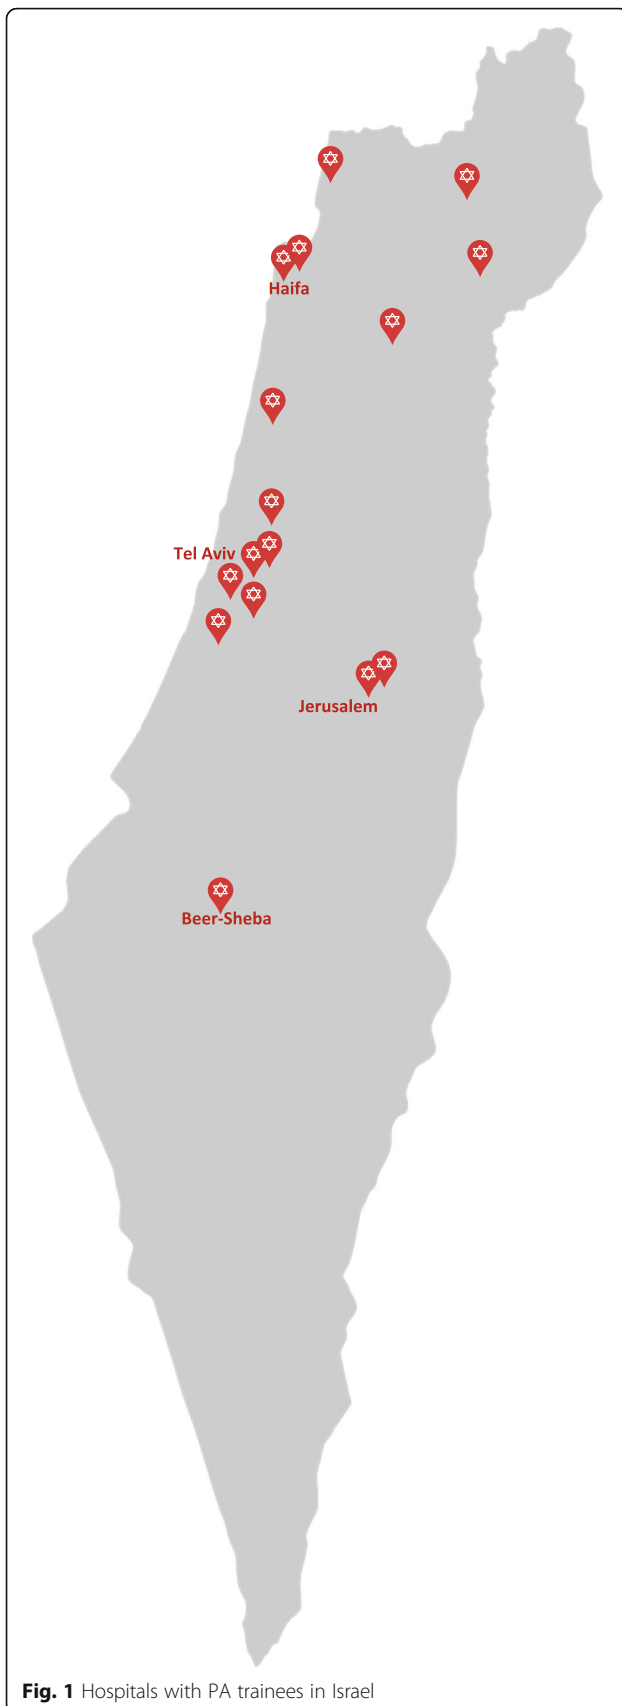 Haifa
Tel Aviv
Jerusalem
Beer-Sheba
Fig. 1 Hospitals with PA trainees in Israel